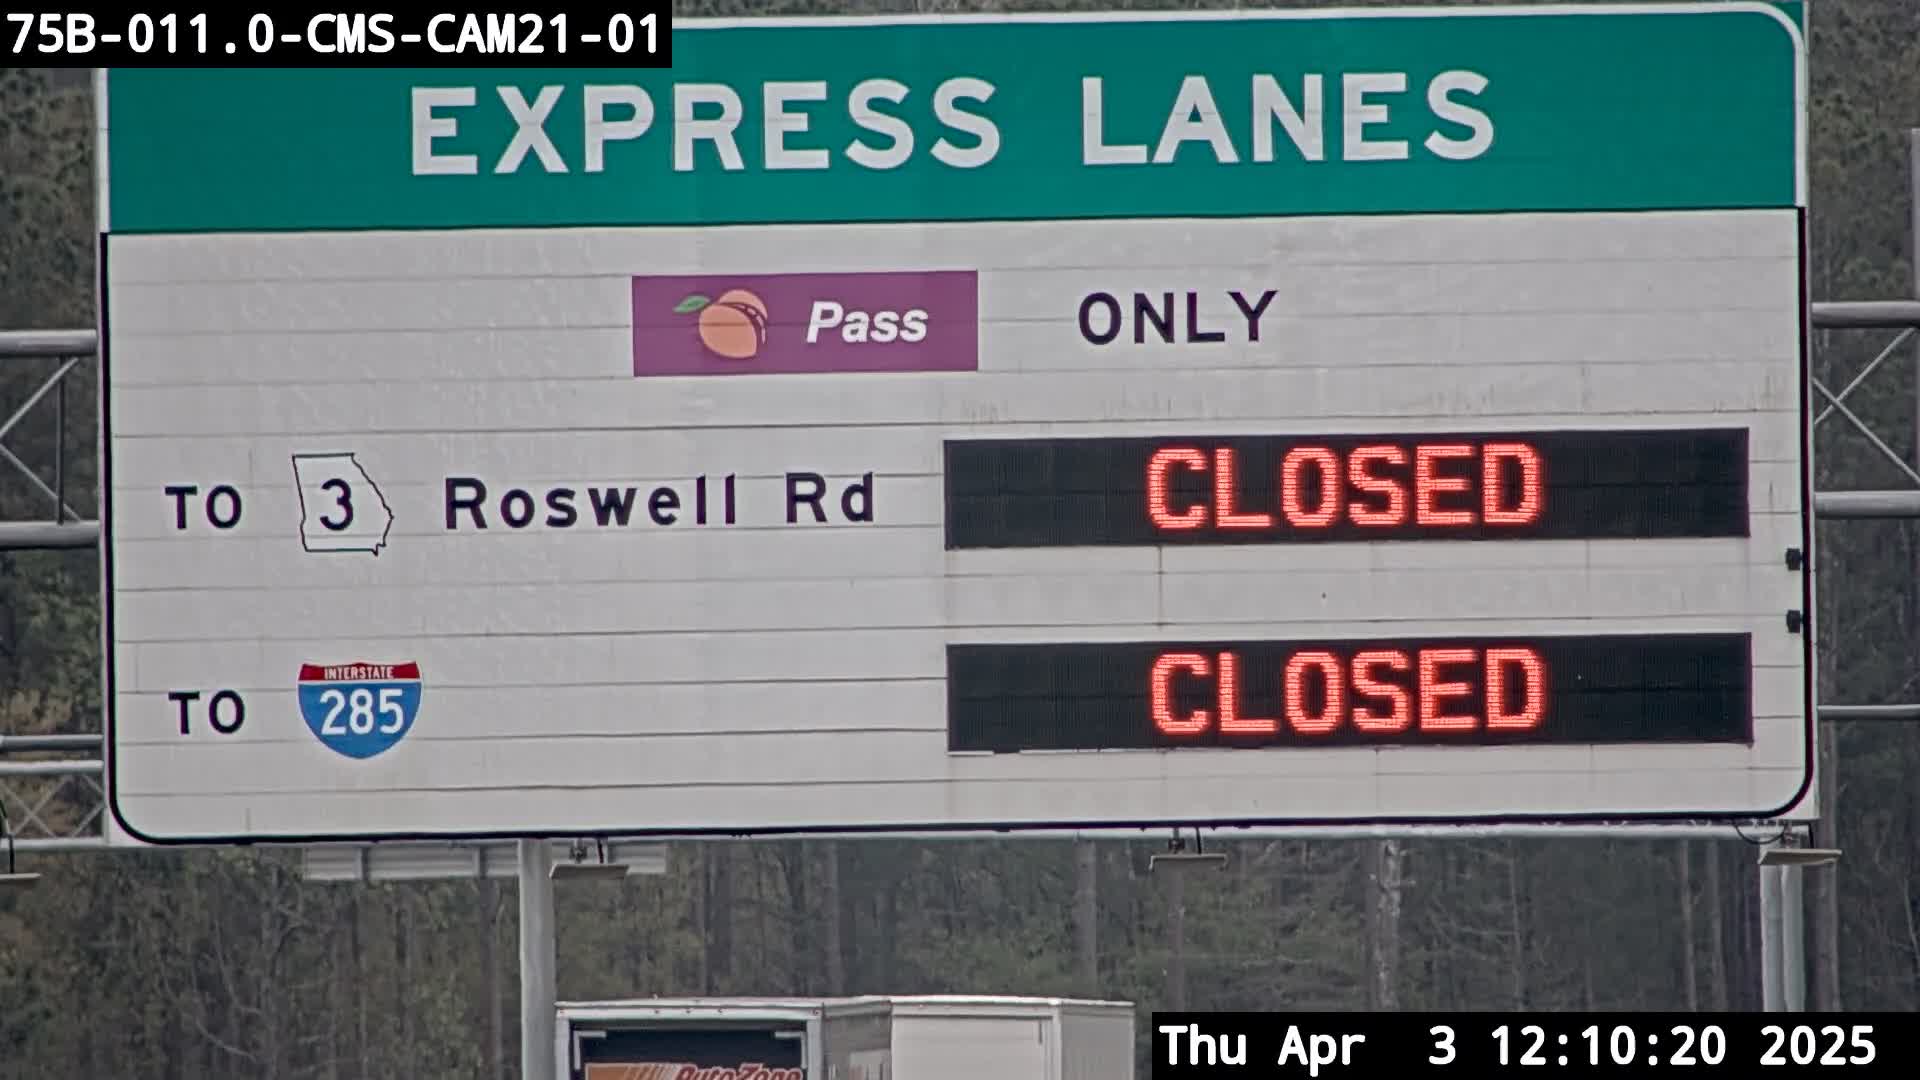 75B-011.0-CMS-CAM21-01
EXPRESS LANES
Pass ONLY
TO 3 Roswell Rd CLOSED
INTERSTATE
TO 285 CLOSED
AutoZone
Thu Apr 3 12:10:20 2025